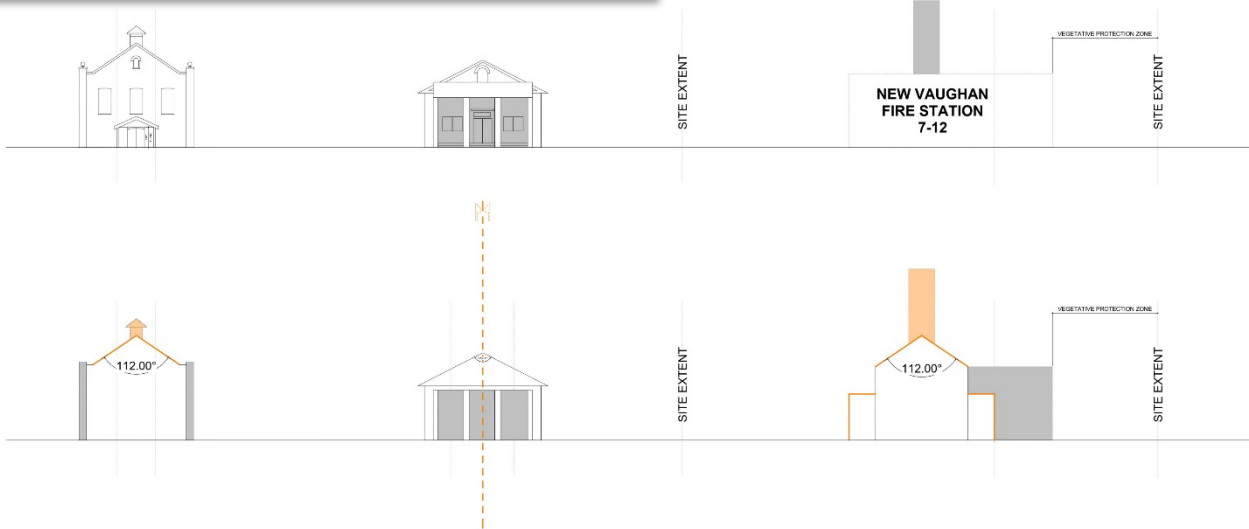 VEGETATIVE PROTECTION ZONE
SITE EXTENT
NEW VAUGHAN
FIRE STATION
7-12
SITE EXTENT
VEGETATIVE PROTECTION ZONE
112.00°
SITE EXTENT
112.00°
SITE EXTENT